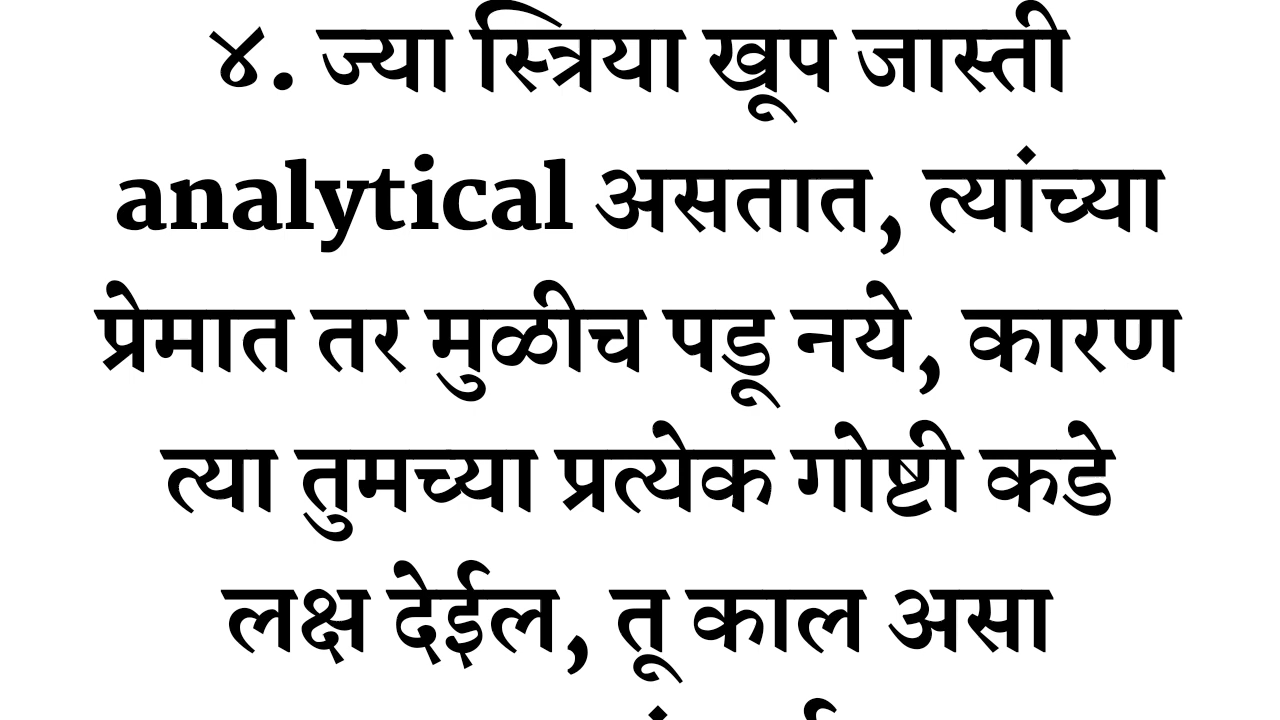 ४. ज्या स्त्रिया खूप जास्ती
analytical असतात, त्यांच्या
प्रेमात तर मुळीच पडू नये, कारण
त्या तुमच्या प्रत्येक गोष्टी कडे
लक्ष देईल, तू काल असा